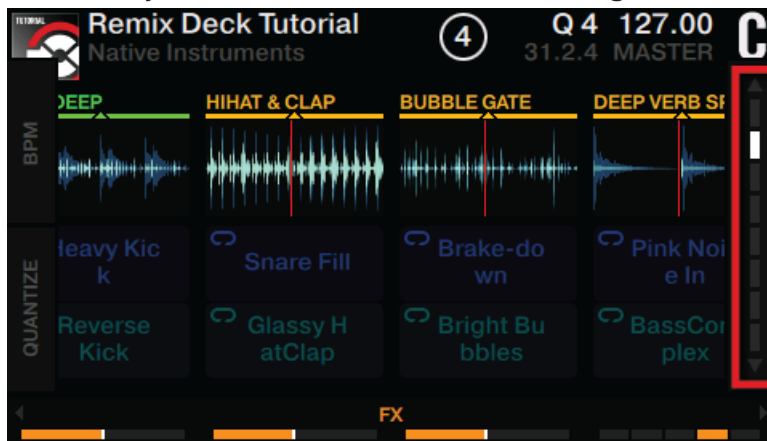 TUTORIAL
Remix Deck Tutorial
Native Instruments
4
Q 4 127.00
31.2.4 MASTER
C
BPM
QUANTIZE
DEEP
HIHAT & CLAP
BUBBLE GATE
DEEP VERB SF
Heavy Kic
k
Snare Fill
Brake-do
wn
Pink Noi
e In
Reverse
Kick
Glassy H
atClap
Bright Bu
bbles
BassCor
plex
FX